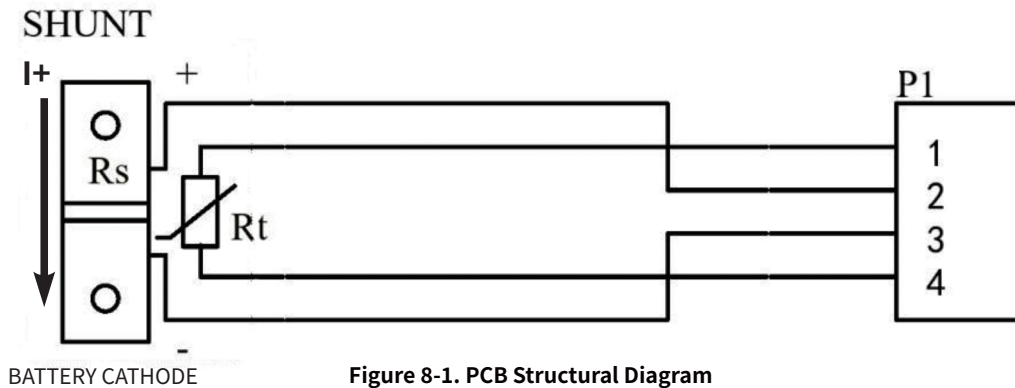 SHUNT
I+
+
P1
Rs
Rt
1
2
3
4
-
BATTERY CATHODE
Figure 8-1. PCB Structural Diagram